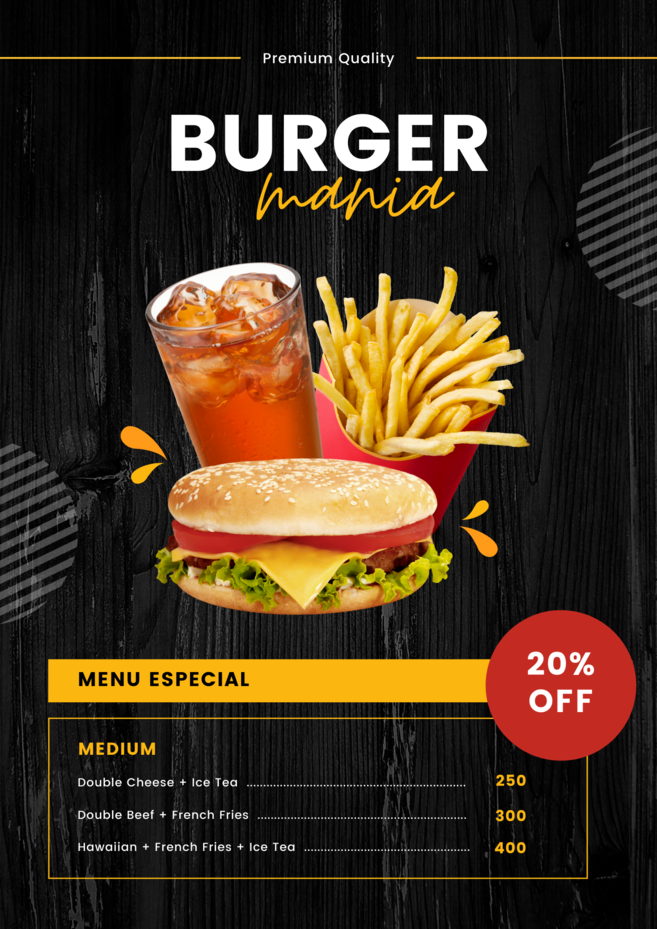 Premium Quality
BURGER
mania
MENU ESPECIAL
20%
OFF
MEDIUM
Double Cheese + Ice Tea ........................................................ 250
Double Beef + French Fries ..................................................... 300
Hawaiian + French Fries + Ice Tea .......................................... 400